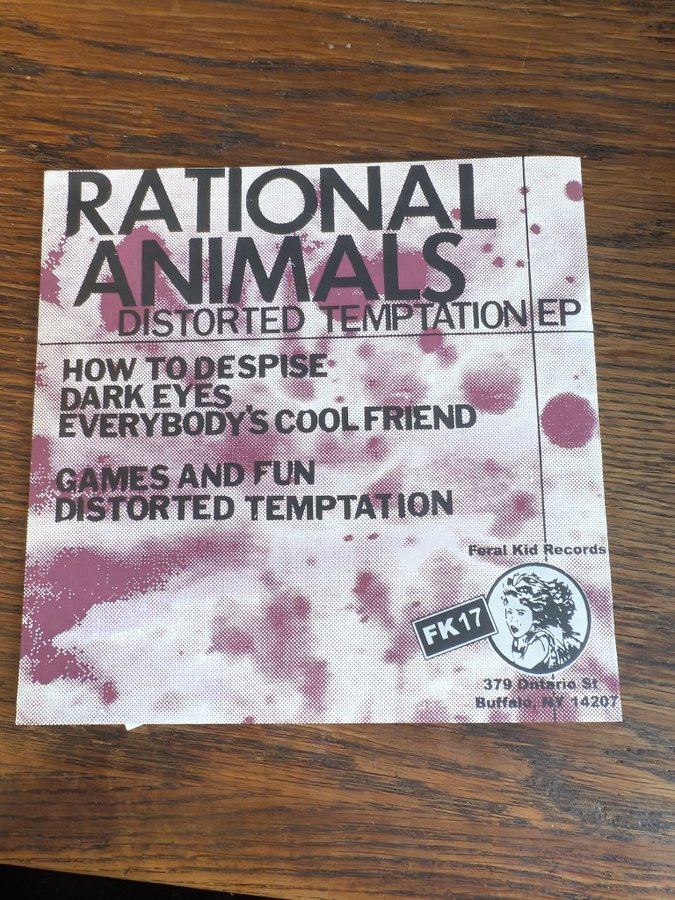 RATIONAL
ANIMALS
DISTORTED TEMPTATION EP
HOW TO DESPISE
DARK EYES
EVERYBODY'S COOL FRIEND
GAMES AND FUN
DISTORTED TEMPTATION
Feral Kid Records
FK17
379 Ontario St
Buffalo, NY 14207